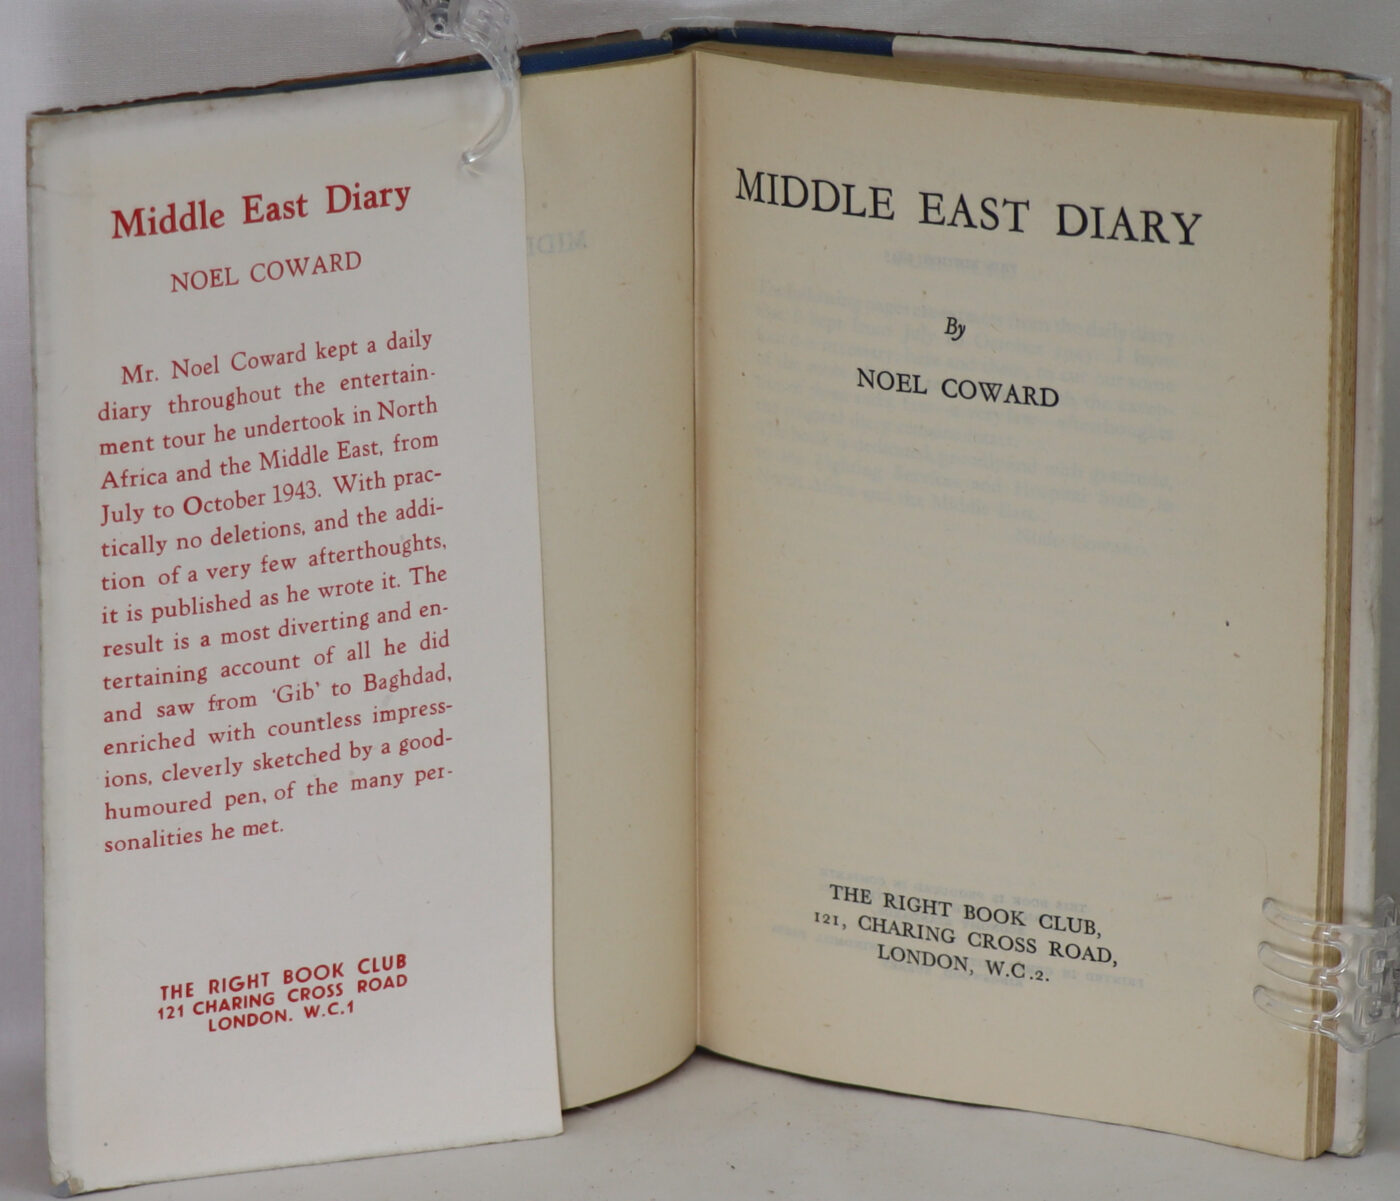 Middle East Diary
NOEL COWARD
Mr. Noel Coward kept a daily
diary throughout the entertain-
ment tour he undertook in North
Africa and the Middle East, from
July to October 1943. With prac-
tically no deletions, and the addi-
tion of a very few afterthoughts,
it is published as he wrote it. The
result is a most diverting and en-
tertaining account of all he did
and saw from 'Gib' to Baghdad,
enriched with countless impress-
ions, cleverly sketched by a good-
humoured pen, of the many per-
sonalities he met.
THE RIGHT BOOK CLUB
121 CHARING CROSS ROAD
LONDON. W.C.1
MIDDLE EAST DIARY
By
NOEL COWARD
THE RIGHT BOOK CLUB,
121, CHARING CROSS ROAD,
LONDON, W.C.2.